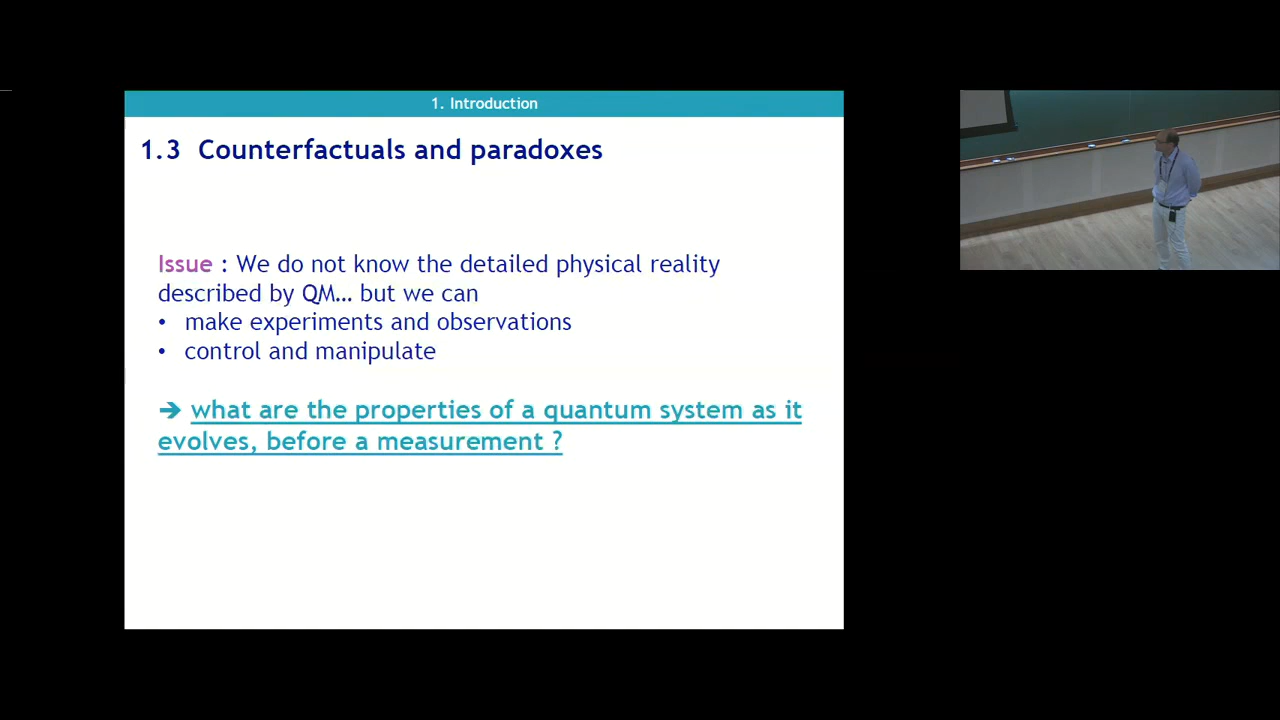 1. Introduction
1.3 Counterfactuals and paradoxes
Issue : We do not know the detailed physical reality
described by QM... but we can
• make experiments and observations
• control and manipulate
➔ what are the properties of a quantum system as it
evolves, before a measurement ?